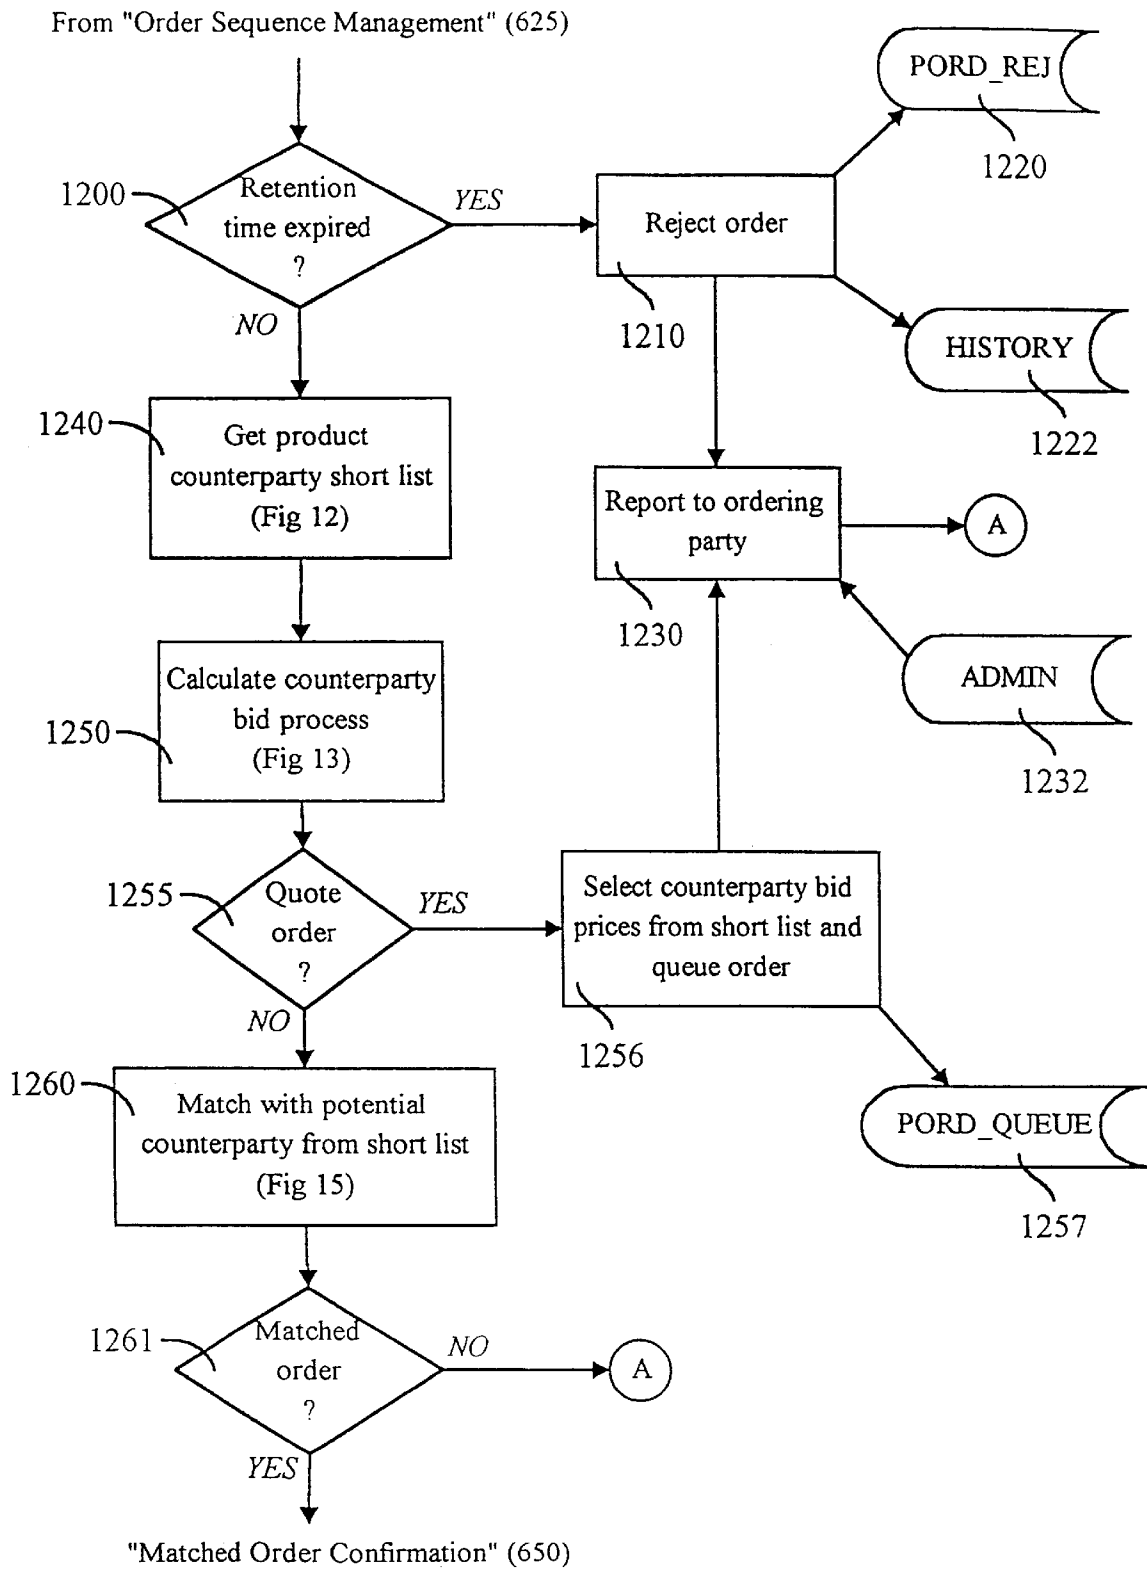 From "Order Sequence Management" (625)
PORD_REJ
1220
1200
Retention
time expired
?
YES
NO
Reject order
1210
HISTORY
1222
1240
Get product
counterparty short list
(Fig 12)
Report to ordering
party
1230
A
ADMIN
1232
1250
Calculate counterparty
bid process
(Fig 13)
1255
Quote
order
?
YES
NO
Select counterparty bid
prices from short list and
queue order
1256
PORD_QUEUE
1257
1260
Match with potential
counterparty from short list
(Fig 15)
1261
Matched
order
?
NO
A
YES
"Matched Order Confirmation" (650)